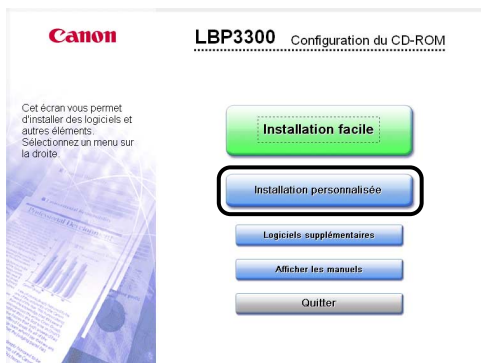 Canon
LBP3300 Configuration du CD-ROM
Cet écran vous permet
d'installer des logiciels et
autres éléments.
Sélectionnez un menu sur
la droite.
Installation facile
Installation personnalisée
Logiciels supplémentaires
Afficher les manuels
Quitter